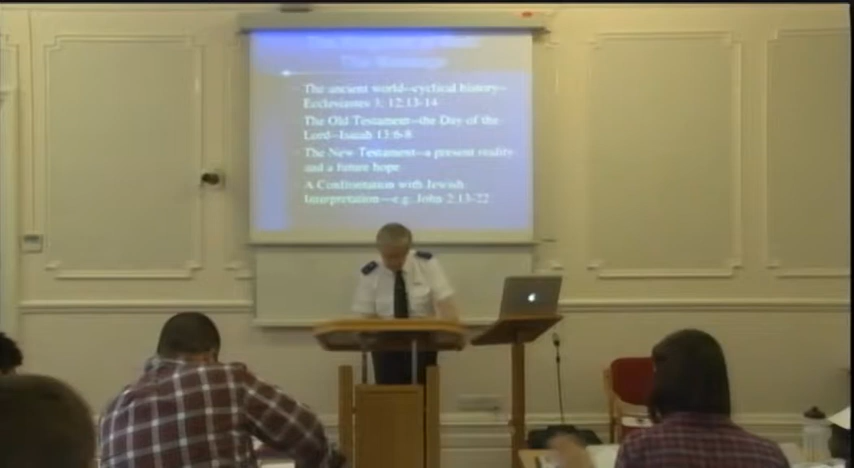 The ancient world--cyclical history--
Ecclesiastes 3; 12:13-14
The Old Testament--the Day of the
Lord--Isaiah 13:6-8
The New Testament--a present reality
and a future hope
A Confrontation with Jewish
Interpretation--e.g. John 2:13-22